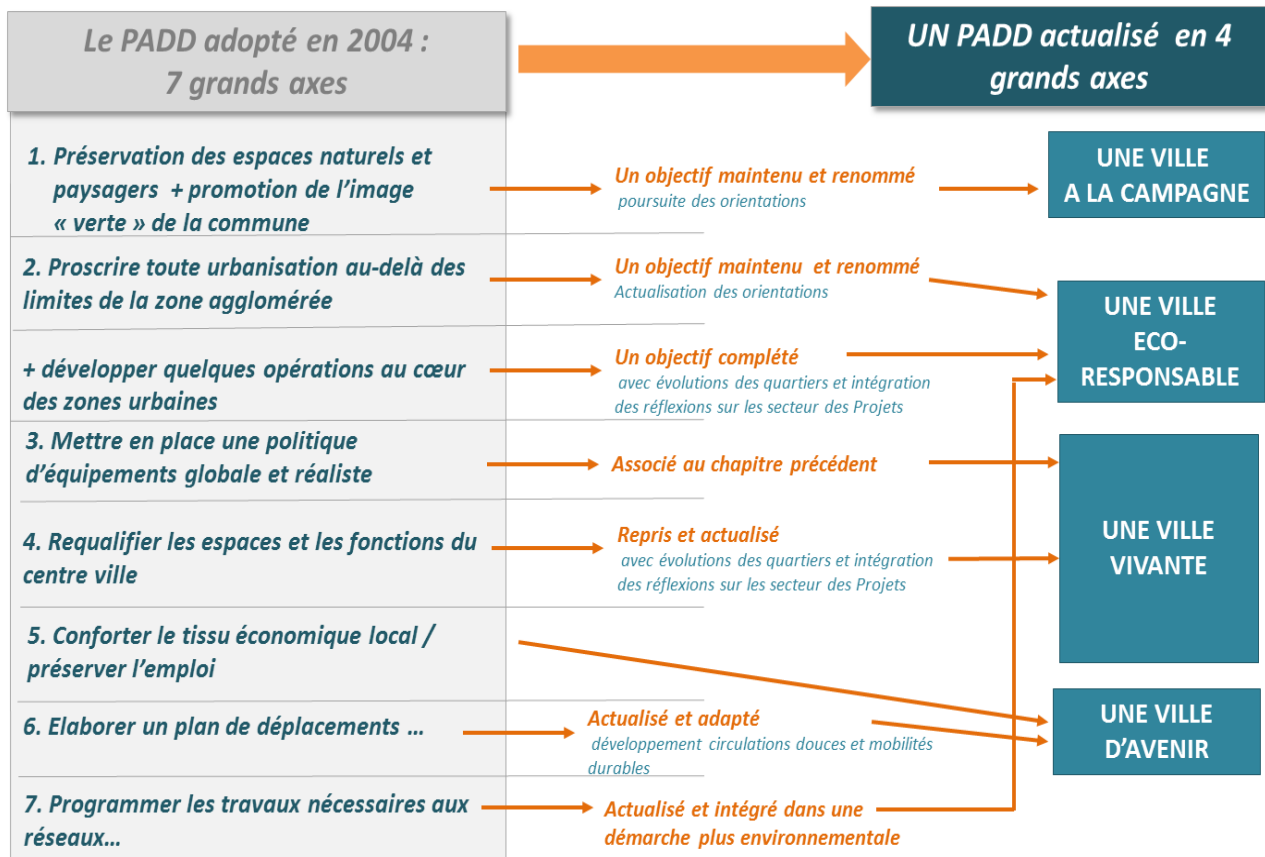 Le PADD adopté en 2004 :
7 grands axes
UN PADD actualisé en 4
grands axes
1. Préservation des espaces naturels et
paysagers + promotion de l'image
« verte » de la commune
Un objectif maintenu et renommé
poursuite des orientations
UNE VILLE
A LA CAMPAGNE
2. Proscrire toute urbanisation au-delà des
limites de la zone agglomérée
Un objectif maintenu et renommé
Actualisation des orientations
UNE VILLE
ECO-
RESPONSABLE
+ développer quelques opérations au cœur
des zones urbaines
Un objectif complété
avec évolutions des quartiers et intégration
des réflexions sur les secteur des Projets
3. Mettre en place une politique
d'équipements globale et réaliste
Associé au chapitre précédent
UNE VILLE
VIVANTE
4. Requalifier les espaces et les fonctions du
centre ville
Repris et actualisé
avec évolutions des quartiers et intégration
des réflexions sur les secteur des Projets
5. Conforter le tissu économique local /
préserver l'emploi
6. Elaborer un plan de déplacements …
Actualisé et adapté
développement circulations douces et mobilités
durables
UNE VILLE
D'AVENIR
7. Programmer les travaux nécessaires aux
réseaux…
Actualisé et intégré dans une
démarche plus environnementale